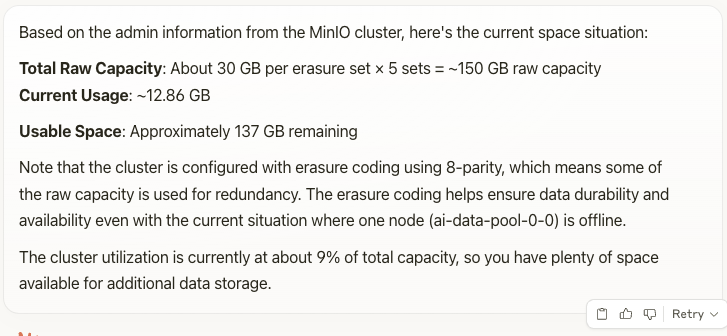 Based on the admin information from the MinIO cluster, here's the current space situation:
Total Raw Capacity: About 30 GB per erasure set × 5 sets = ~150 GB raw capacity
Current Usage: ~12.86 GB
Usable Space: Approximately 137 GB remaining
Note that the cluster is configured with erasure coding using 8-parity, which means some of
the raw capacity is used for redundancy. The erasure coding helps ensure data durability and
availability even with the current situation where one node (ai-data-pool-0-0) is offline.
The cluster utilization is currently at about 9% of total capacity, so you have plenty of space
available for additional data storage.
Retry